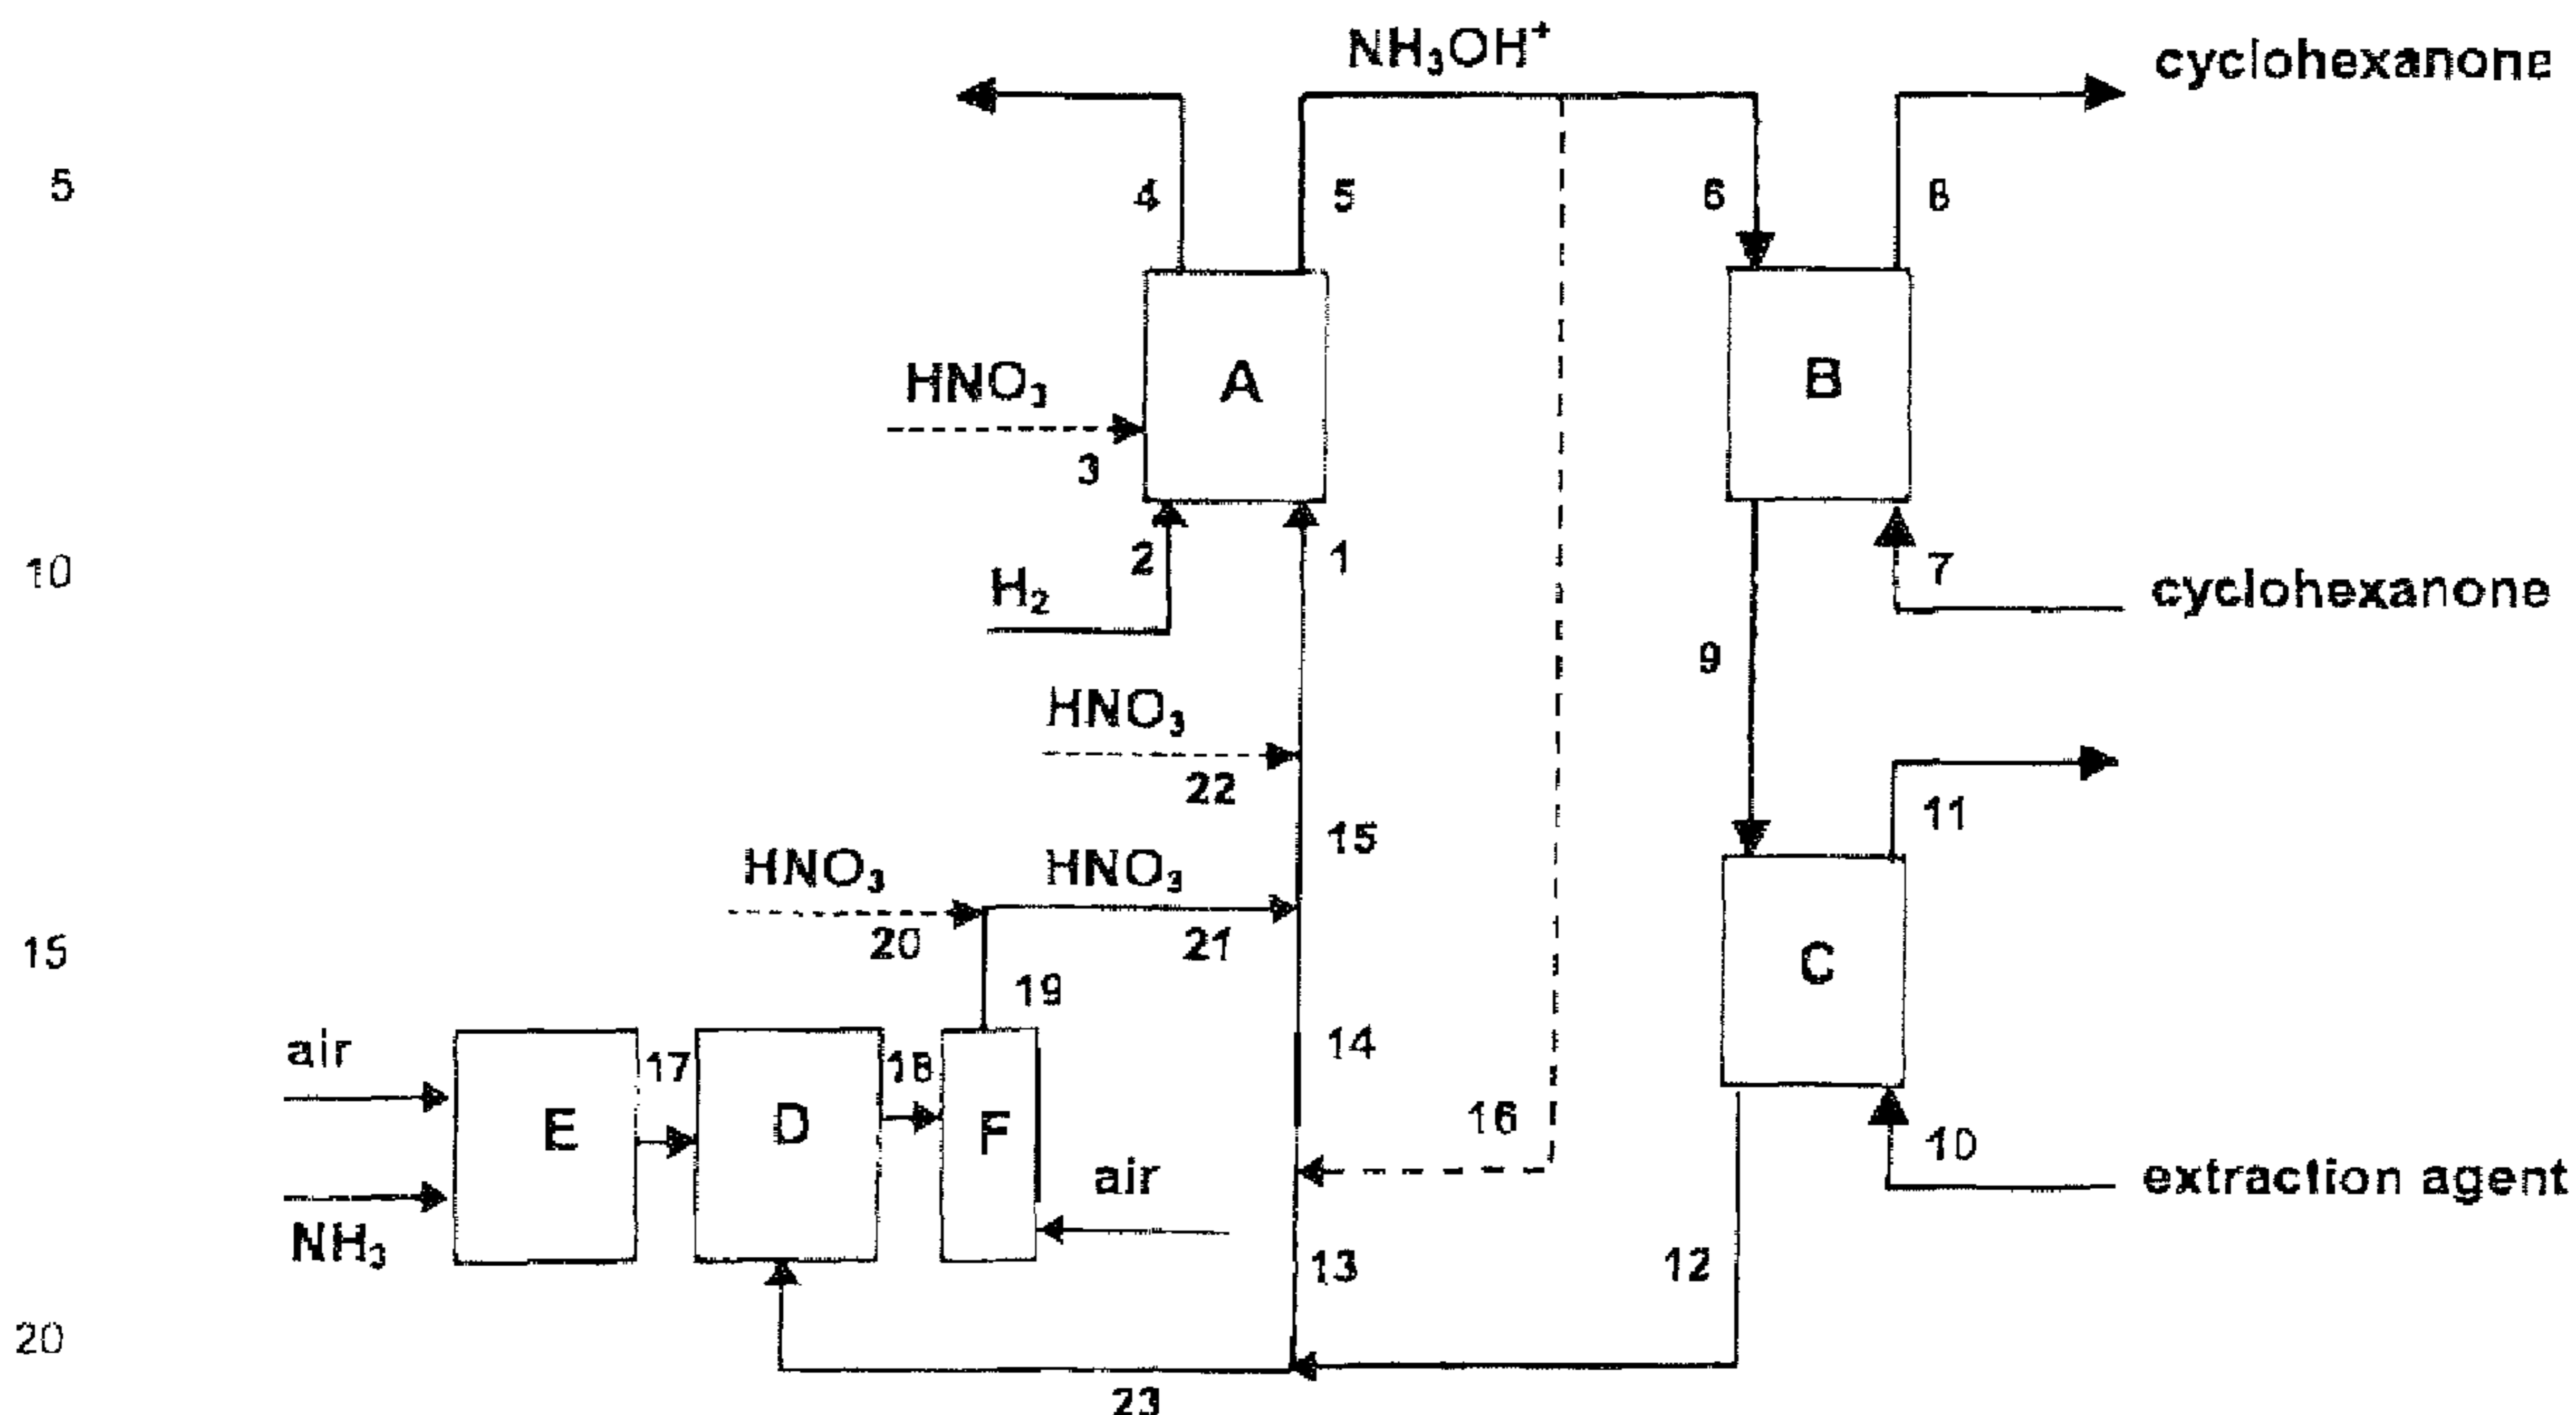 NH₃OH⁺
cyclohexanone
5
4
5
6
8
HNO₃
A
B
3
10
2
1
7
H₂
cyclohexanone
9
HNO₃
22
15
11
HNO₃
HNO₃
20
21
15
C
19
air
17
18
14
16
10
E
D
F
air
extraction agent
NH₃
13
12
20
23